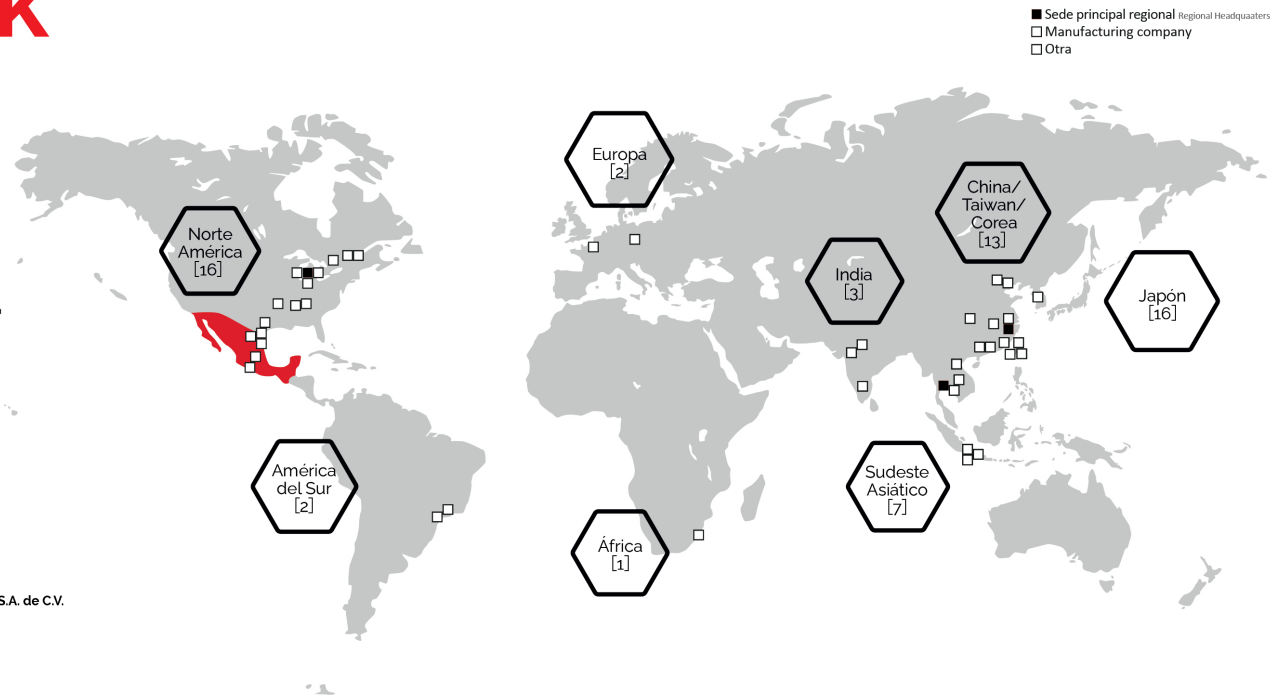 K
Sede principal regional Regional Headquaaters
Manufacturing company
Otra
Europa
[2]
China/
Taiwan/
Corea
[13]
Norte
América
[16]
India
[3]
Japón
[16]
América
del Sur
[2]
Sudeste
Asiático
[7]
África
[1]
S.A. de C.V.